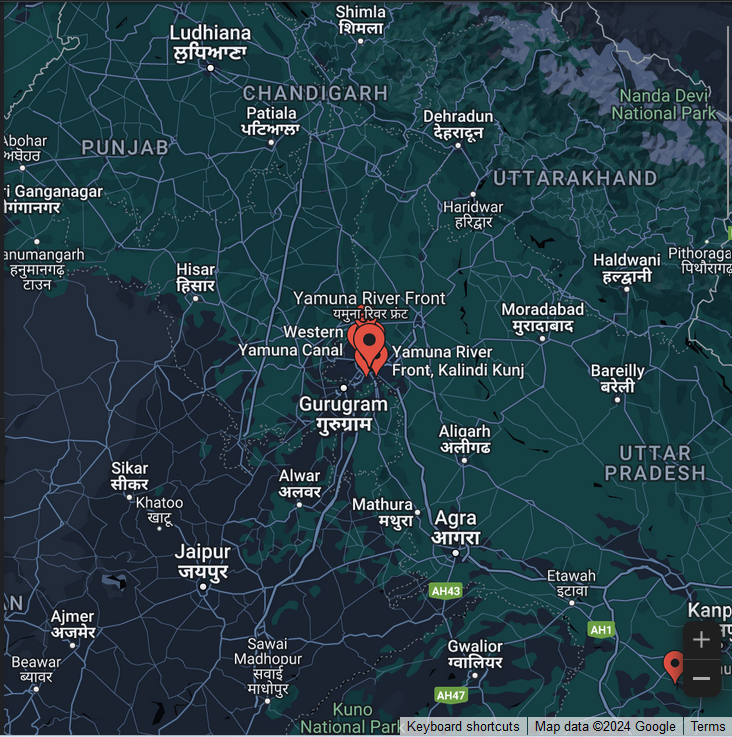 Shimla
शिमला
Ludhiana
ਲੁਧਿਆਣਾ
CHANDIGARH
Nanda Devi
National Park
Patiala
ਪਟਿਆਲਾ
Dehradun
देहरादून
Abohar
ਅਬੋਹਰ
PUNJAB
UTTARAKHAND
ri Ganganagar
गंगानगर
Haridwar
हरिद्वार
anumangarh
हनुमानगढ़
टाउन
Hisar
हिसार
Haldwani
हल्द्वानी
Pithoraga
पिथौरागढ़
Yamuna River Front
यमुना रिवर फ्रंट
Moradabad
मुरादाबाद
Western
Yamuna Canal
Yamuna River
Front, Kalindi Kunj
Bareilly
बरेली
Gurugram
गुरुग्राम
Aligarh
अलीगढ
UTTAR
PRADESH
Sikar
सीकर
Alwar
अलवर
Khatoo
खाटू
Mathura
मथुरा
Agra
आगरा
Jaipur
जयपुर
Etawah
इटावा
AH43
AN
Kanp
Ajmer
अजमेर
AH1
Sawai
Madhopur
सवाई
माधोपुर
Gwalior
ग्वालियर
Beawar
ब्यावर
AH47
Kuno
National Park
Keyboard shortcuts
Map data ©2024 Google
Terms